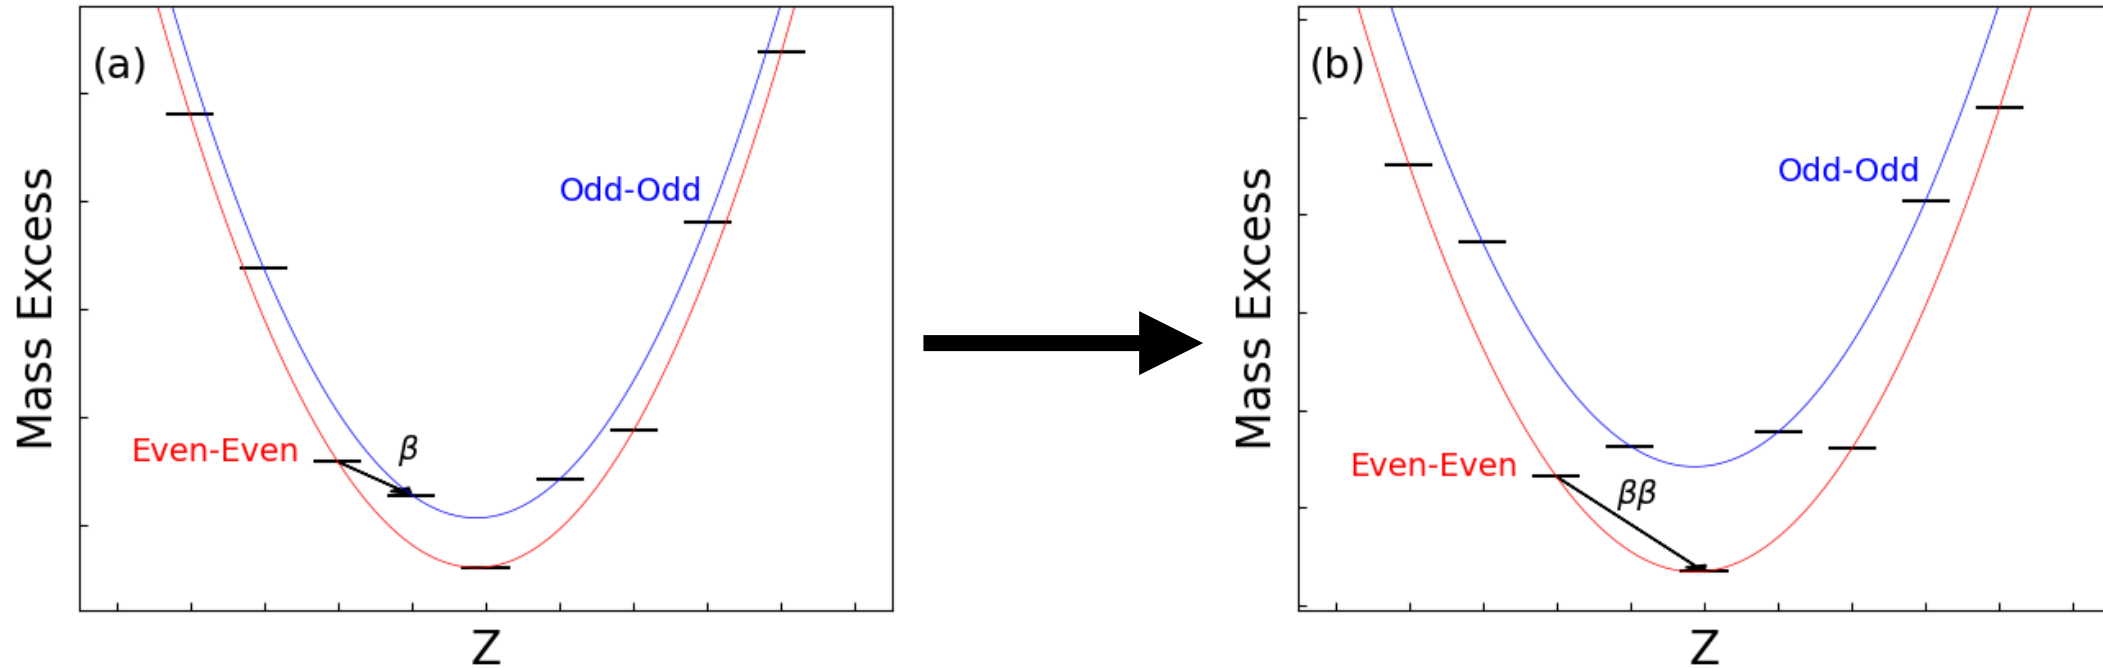 (a)
Odd-Odd
Even-Even
β
Mass Excess
Z
(b)
Odd-Odd
Even-Even
ββ
Mass Excess
Z